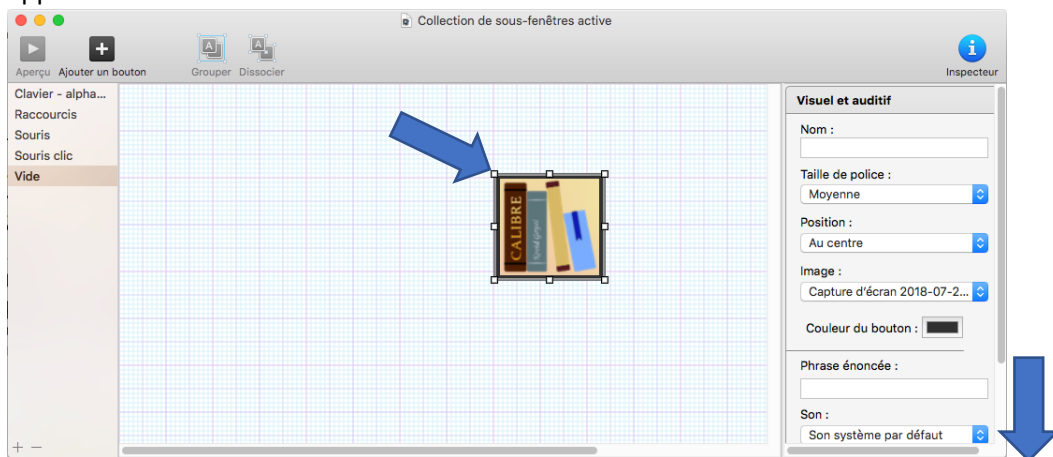 Collection de sous-fenêtres active
Aperçu Ajouter un bouton Grouper Dissocier Inspecteur
Clavier - alpha...
Raccourcis
Souris
Souris clic
Vide
CALIBRE
Visuel et auditif
Nom :
Taille de police :
Moyenne
Position :
Au centre
Image :
Capture d'écran 2018-07-2...
Couleur du bouton :
Phrase énoncée :
Son :
Son système par défaut